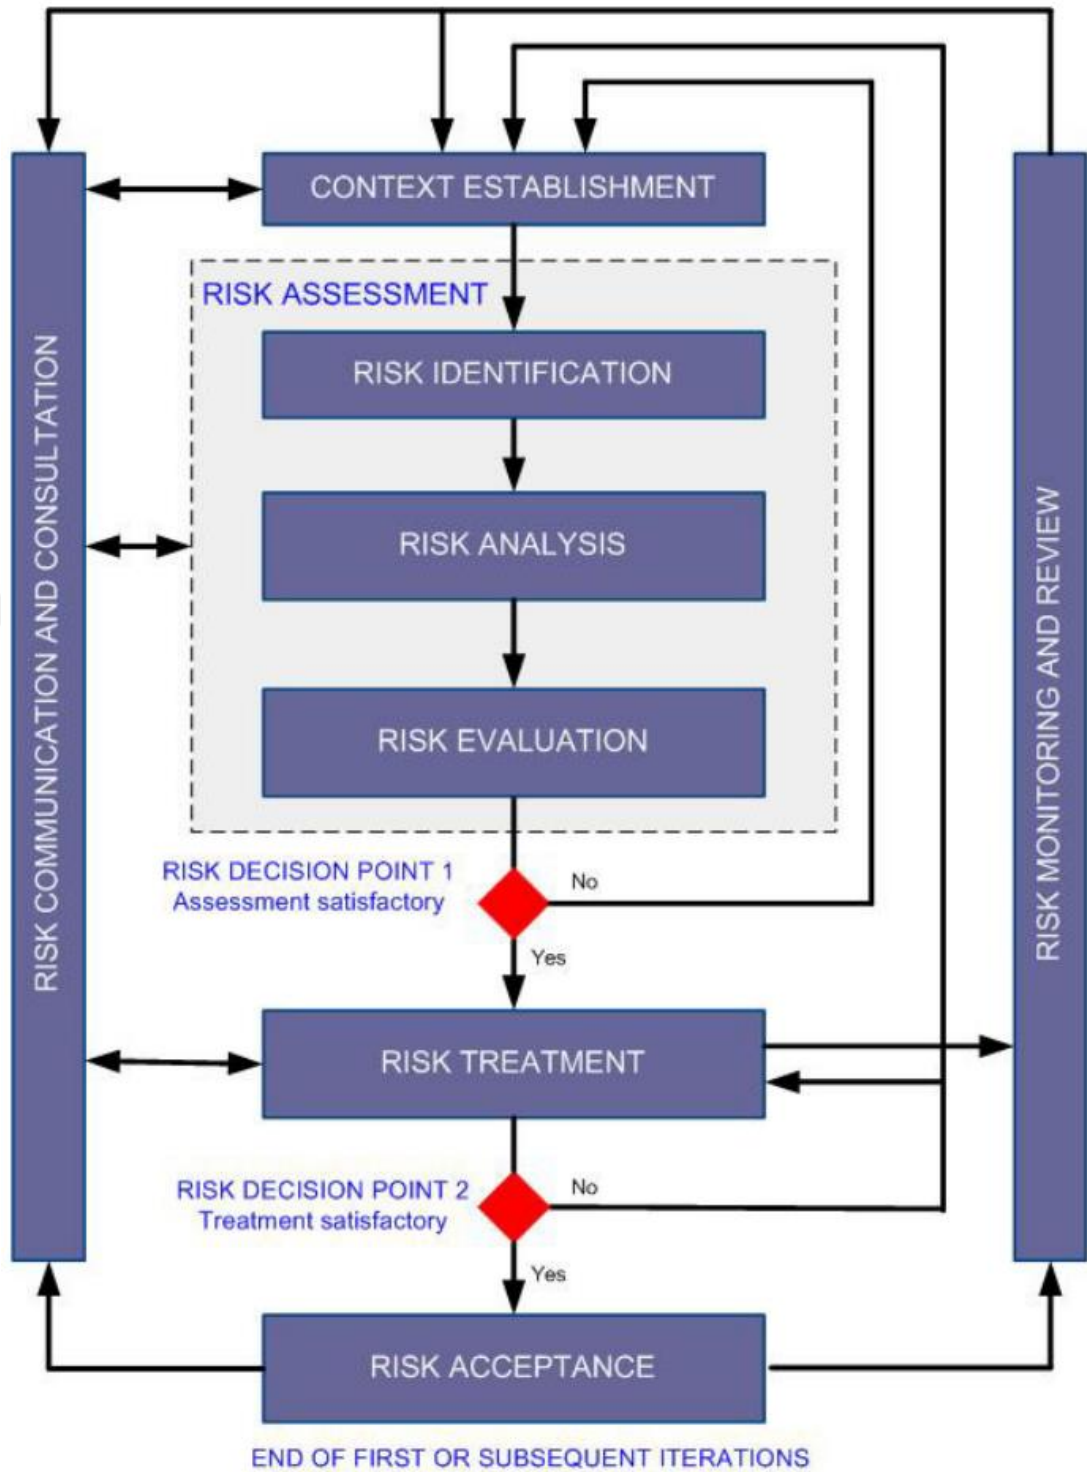 CONTEXT ESTABLISHMENT
RISK ASSESSMENT
RISK IDENTIFICATION
RISK COMMUNICATION AND CONSULTATION
RISK ANALYSIS
RISK MONITORING AND REVIEW
RISK EVALUATION
RISK DECISION POINT 1
Assessment satisfactory
No
Yes
RISK TREATMENT
RISK DECISION POINT 2
Treatment satisfactory
No
Yes
RISK ACCEPTANCE
END OF FIRST OR SUBSEQUENT ITERATIONS